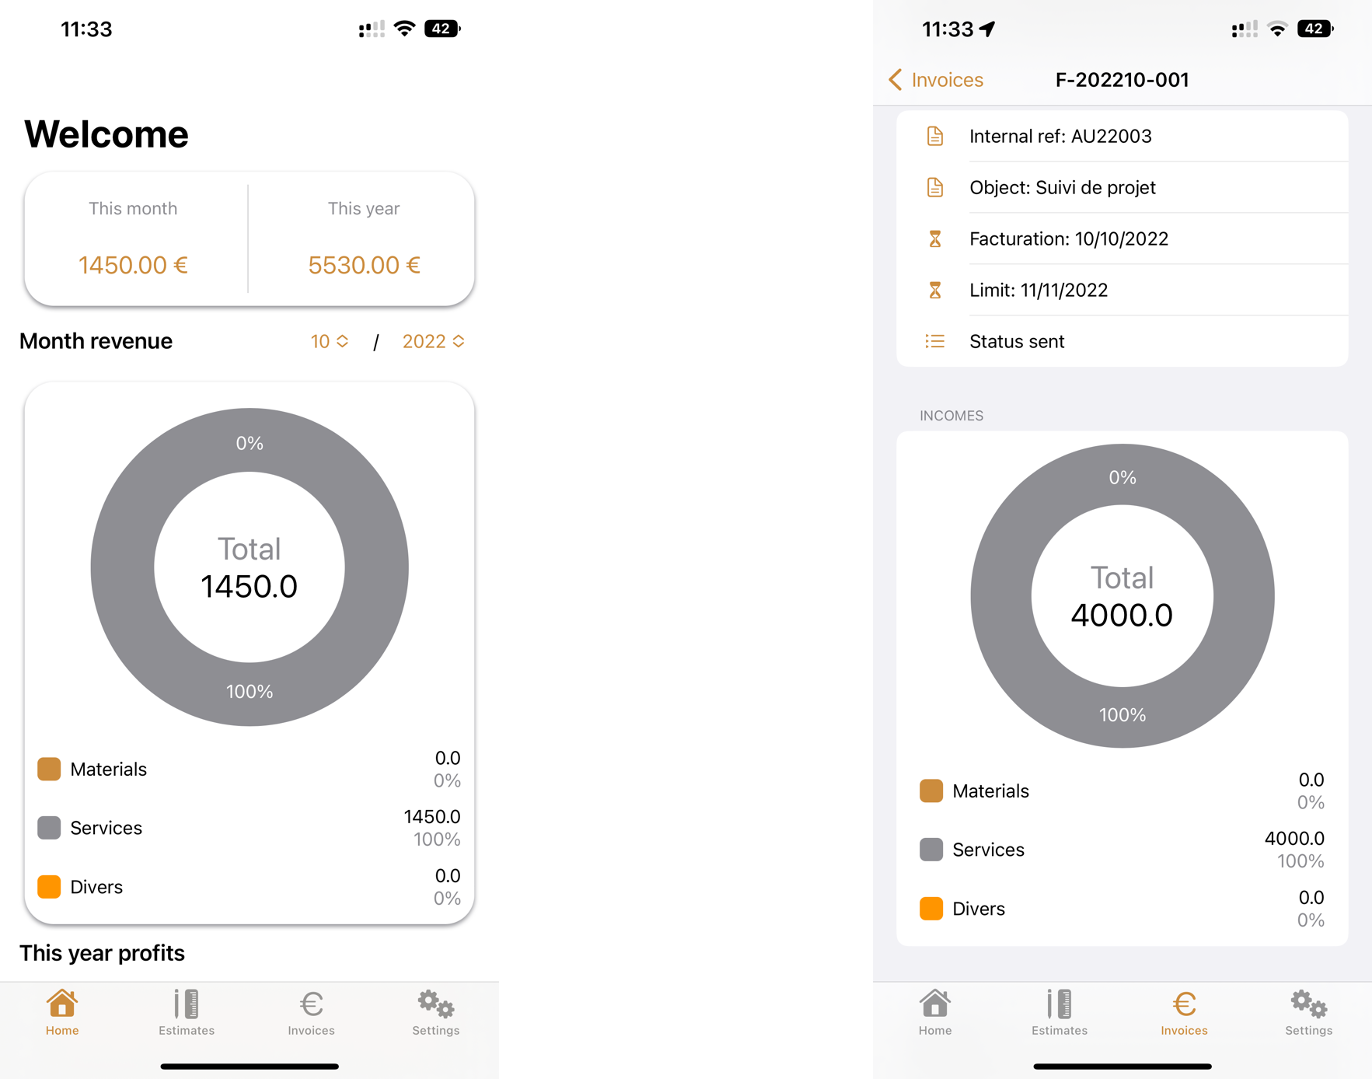 11:33
42
Welcome
This month
This year
1450.00 €
5530.00 €
Month revenue
10 / 2022
0%
Total
1450.0
100%
Materials
0.0
0%
Services
1450.0
100%
Divers
0.0
0%
This year profits
Home
Estimates
Invoices
Settings
11:33
42
Invoices
F-202210-001
Internal ref: AU22003
Object: Suivi de projet
Facturation: 10/10/2022
Limit: 11/11/2022
Status sent
INCOMES
0%
Total
4000.0
100%
Materials
0.0
0%
Services
4000.0
100%
Divers
0.0
0%
Home
Estimates
Invoices
Settings